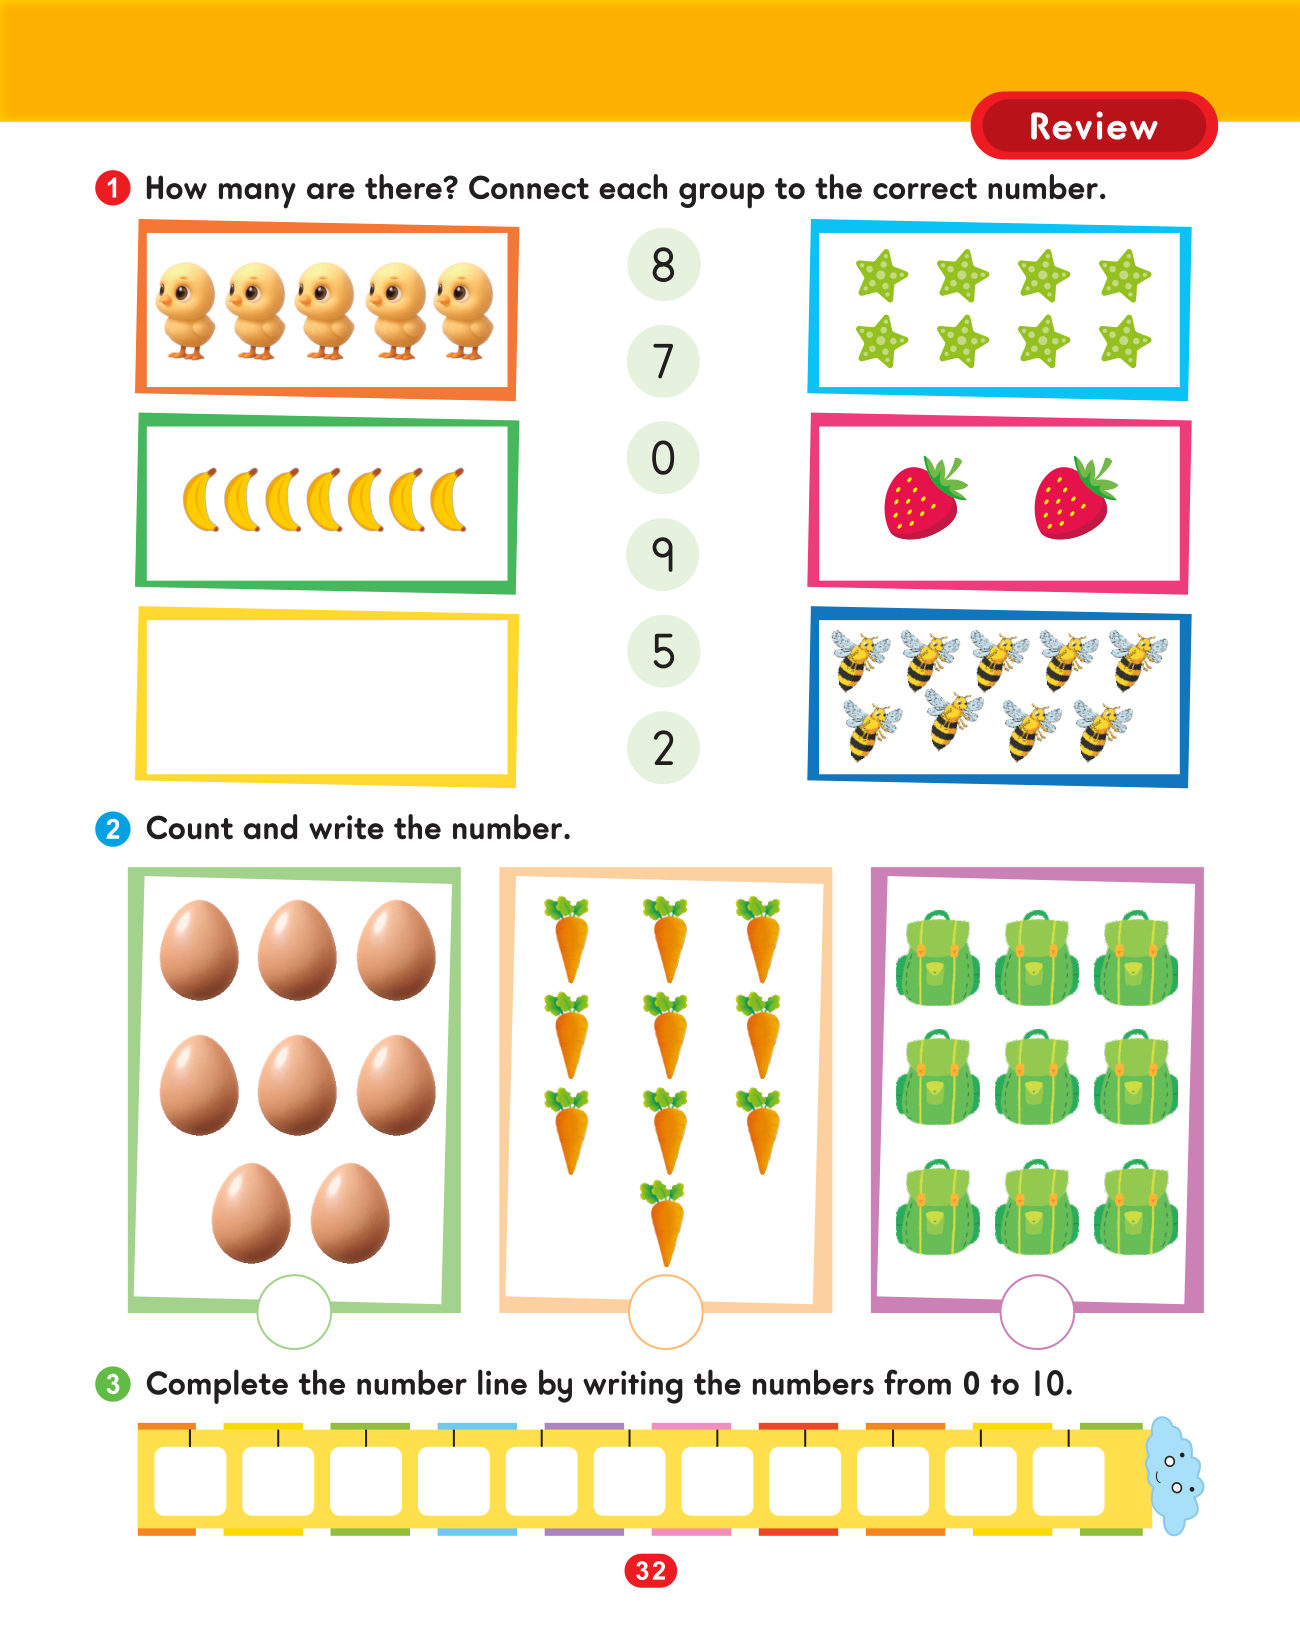 Review
1 How many are there? Connect each group to the correct number.
8
7
0
9
5
2
2 Count and write the number.
3 Complete the number line by writing the numbers from 0 to 10.
32